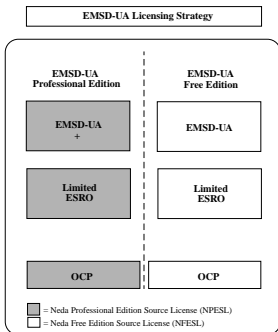 EMSD-UA Licensing Strategy
EMSD-UA
Professional Edition
EMSD-UA
Free Edition
EMSD-UA
+
EMSD-UA
Limited
ESRO
Limited
ESRO
OCP
OCP
= Neda Professional Edition Source License (NPESL)
= Neda Free Edition Source License (NFESL)